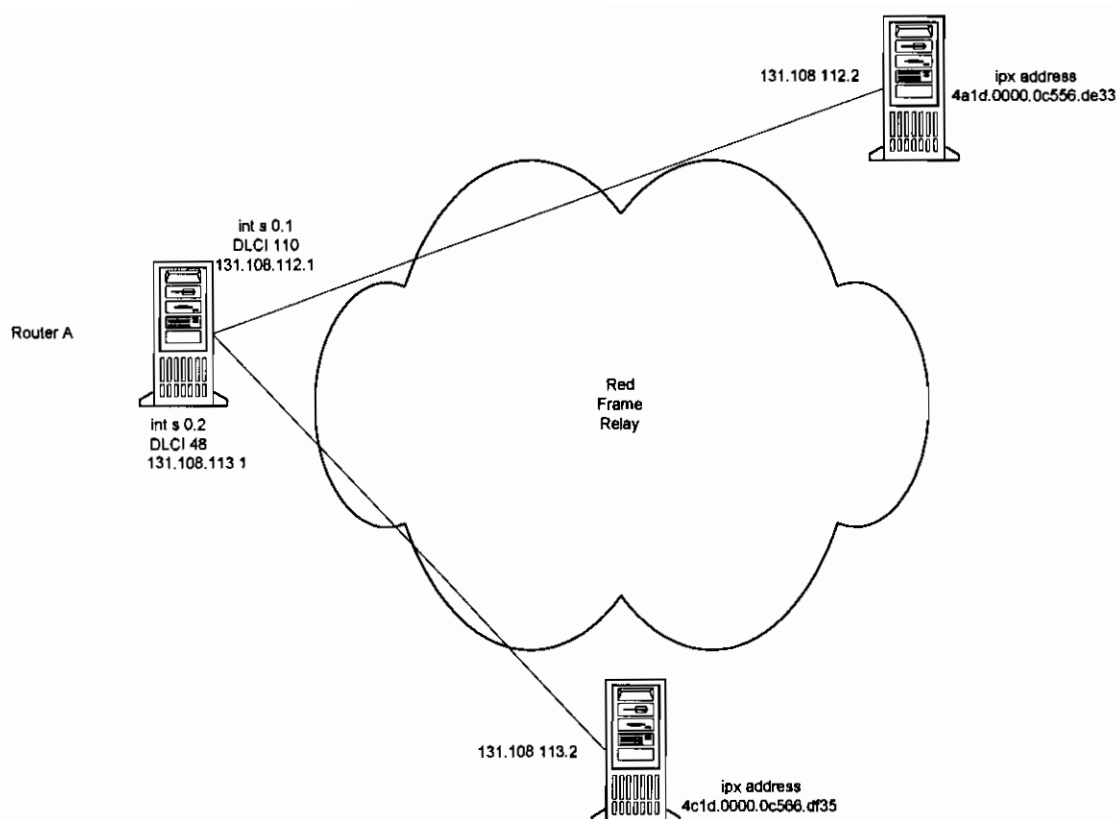 131.108 112.2
ipx address
4a1d.0000.0c556.de33
int s 0.1
DLCI 110
131.108.112.1
Router A
int s 0.2
DLCI 48
131.108.113 1
Red
Frame
Relay
131.108 113.2
ipx address
4c1d.0000.0c566.df35